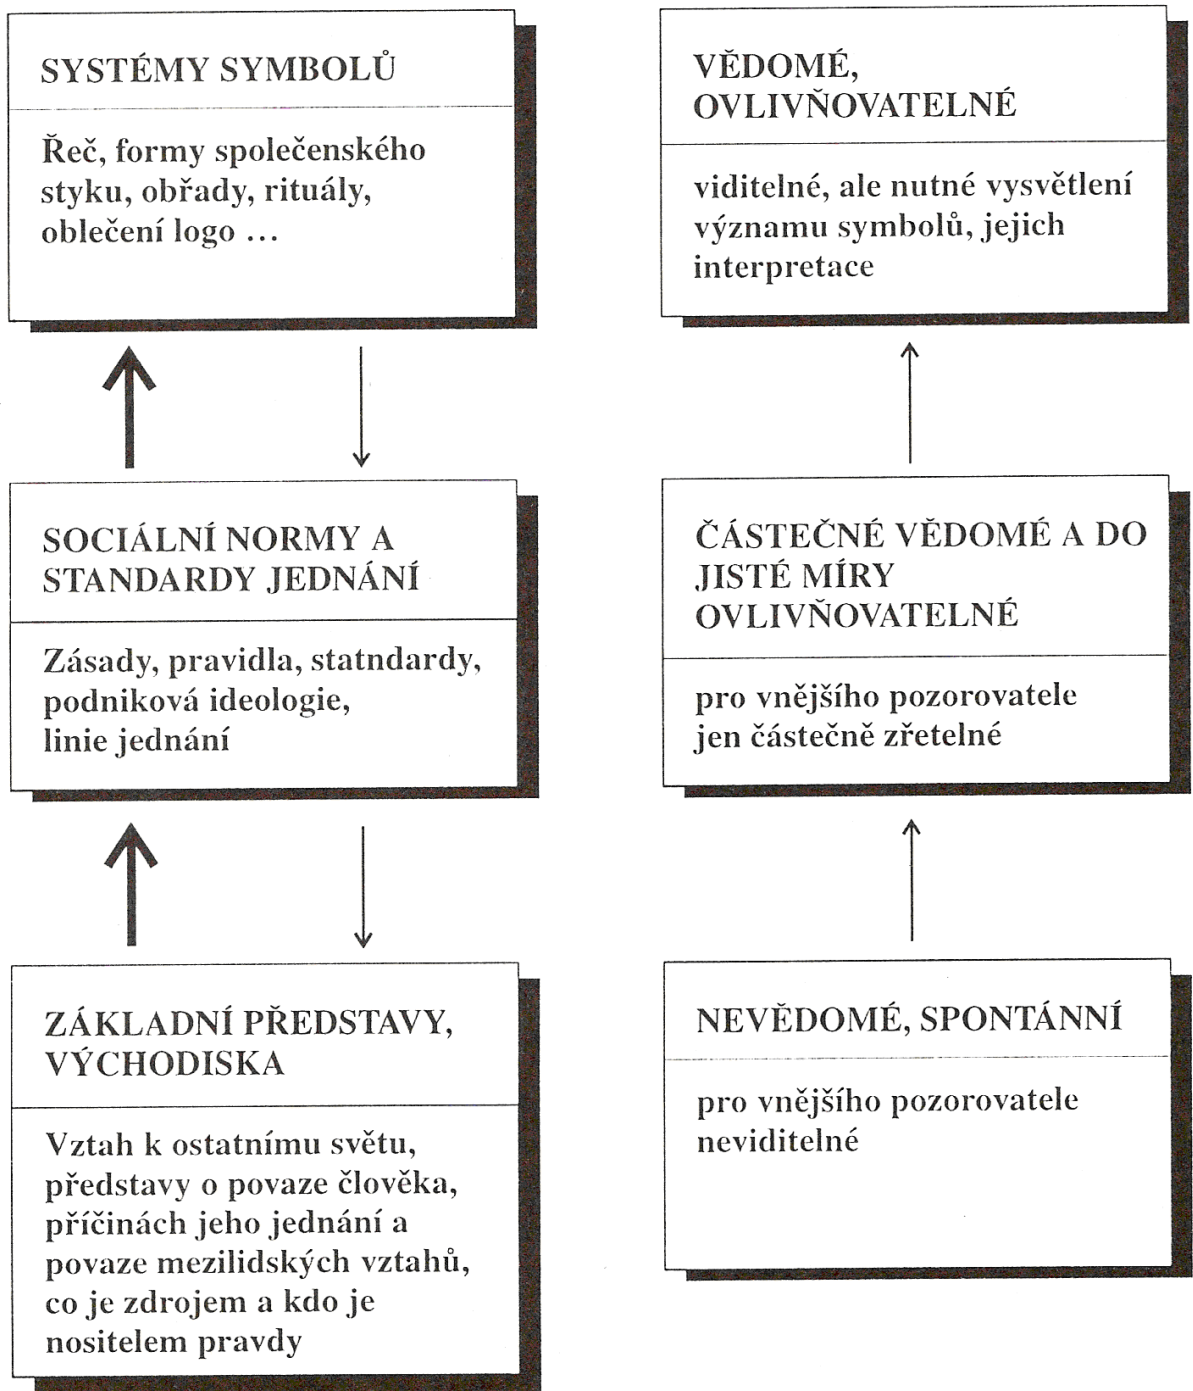 SYSTÉMY SYMBOLŮ
Řeč, formy společenského
styku, obřady, rituály,
oblečení logo ...
VĚDOMÉ,
OVLIVŇOVATELNÉ
viditelné, ale nutné vysvětlení
významu symbolů, jejich
interpretace
SOCIÁLNÍ NORMY A
STANDARDY JEDNÁNÍ
Zásady, pravidla, statndardy,
podniková ideologie,
linie jednání
ČÁSTEČNÉ VĚDOMÉ A DO
JISTÉ MÍRY
OVLIVŇOVATELNÉ
pro vnějšího pozorovatele
jen částečně zřetelné
ZÁKLADNÍ PŘEDSTAVY,
VÝCHODISKA
Vztah k ostatnímu světu,
představy o povaze člověka,
příčinách jeho jednání a
povaze mezilidských vztahů,
co je zdrojem a kdo je
nositelem pravdy
NEVĚDOMÉ, SPONTÁNNÍ
pro vnějšího pozorovatele
neviditelné